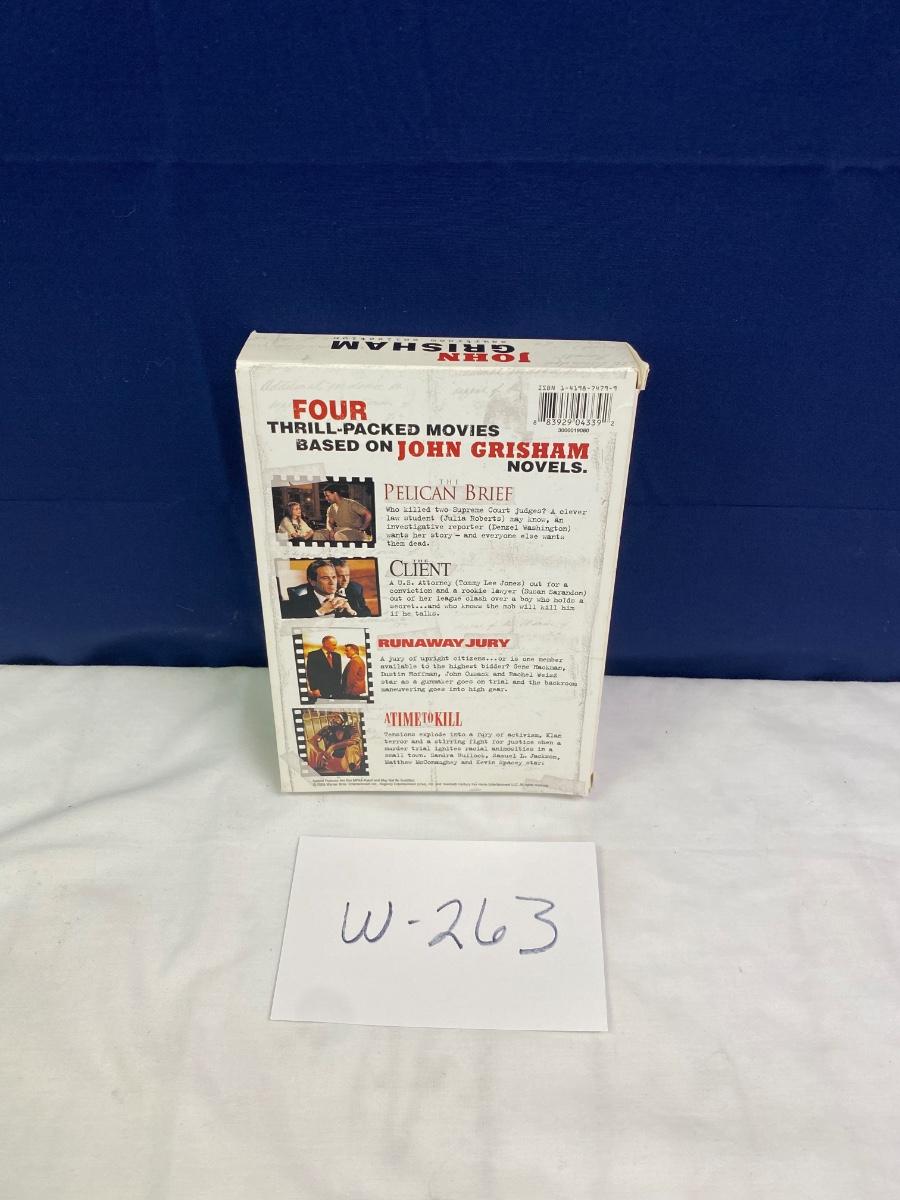 JOHN
GRISHAM
ISBN 1-4198-7479-9
8 83929 04339 2
3000019080
FOUR
THRILL-PACKED MOVIES
BASED ON JOHN GRISHAM
NOVELS.
THE
PELICAN BRIEF
Who killed two Supreme Court judges? A clever
law student (Julia Roberts) may know, an
investigative reporter (Denzel Washington)
wants her story – and everyone else wants
them dead.
THE
CLIENT
A U.S. Attorney (Tommy Lee Jones) out for a
conviction and a rookie lawyer (Susan Sarandon)
out of her league clash over a boy who holds a
secret...and who knows the mob will kill him
if he talks.
RUNAWAY JURY
A jury of upright citizens...or is one member
available to the highest bidder? Gene Hackman,
Dustin Hoffman, John Cusack and Rachel Weisz
star as a gunmaker goes on trial and the backroom
maneuvering goes into high gear.
A TIME TO KILL
Tensions explode into a fury of activism, Klan
terror and a stirring fight for justice when a
murder trial ignites racial animosities in a
small town. Sandra Bullock, Samuel L. Jackson,
Matthew McConaughey and Kevin Spacey star.
W-263